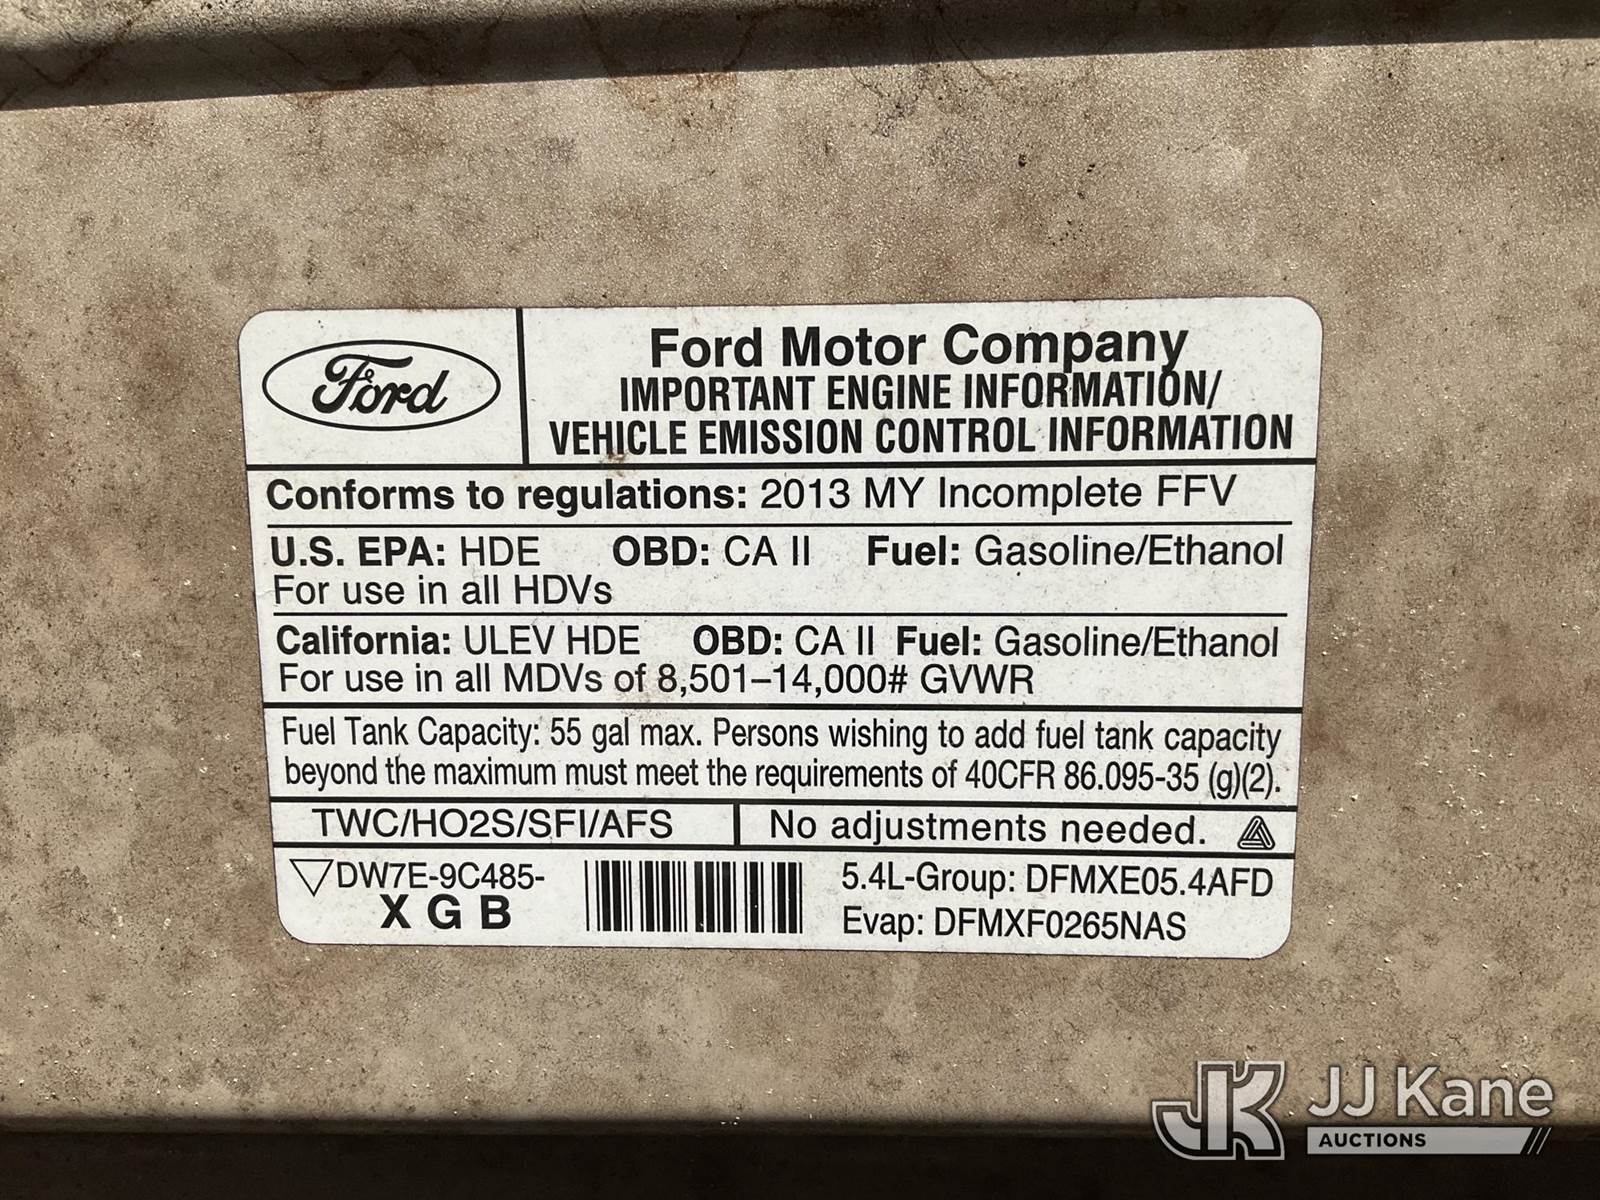 Ford
Ford Motor Company
IMPORTANT ENGINE INFORMATION/
VEHICLE EMISSION CONTROL INFORMATION
Conforms to regulations: 2013 MY Incomplete FFV
U.S. EPA: HDE OBD: CA II Fuel: Gasoline/Ethanol
For use in all HDVs
California: ULEV HDE OBD: CA II Fuel: Gasoline/Ethanol
For use in all MDVs of 8,501–14,000# GVWR
Fuel Tank Capacity: 55 gal max. Persons wishing to add fuel tank capacity
beyond the maximum must meet the requirements of 40CFR 86.095-35 (g)(2).
TWC/HO2S/SFI/AFS No adjustments needed.
DW7E-9C485-
X G B
5.4L-Group: DFMXE05.4AFD
Evap: DFMXF0265NAS
JK JJ Kane
AUCTIONS